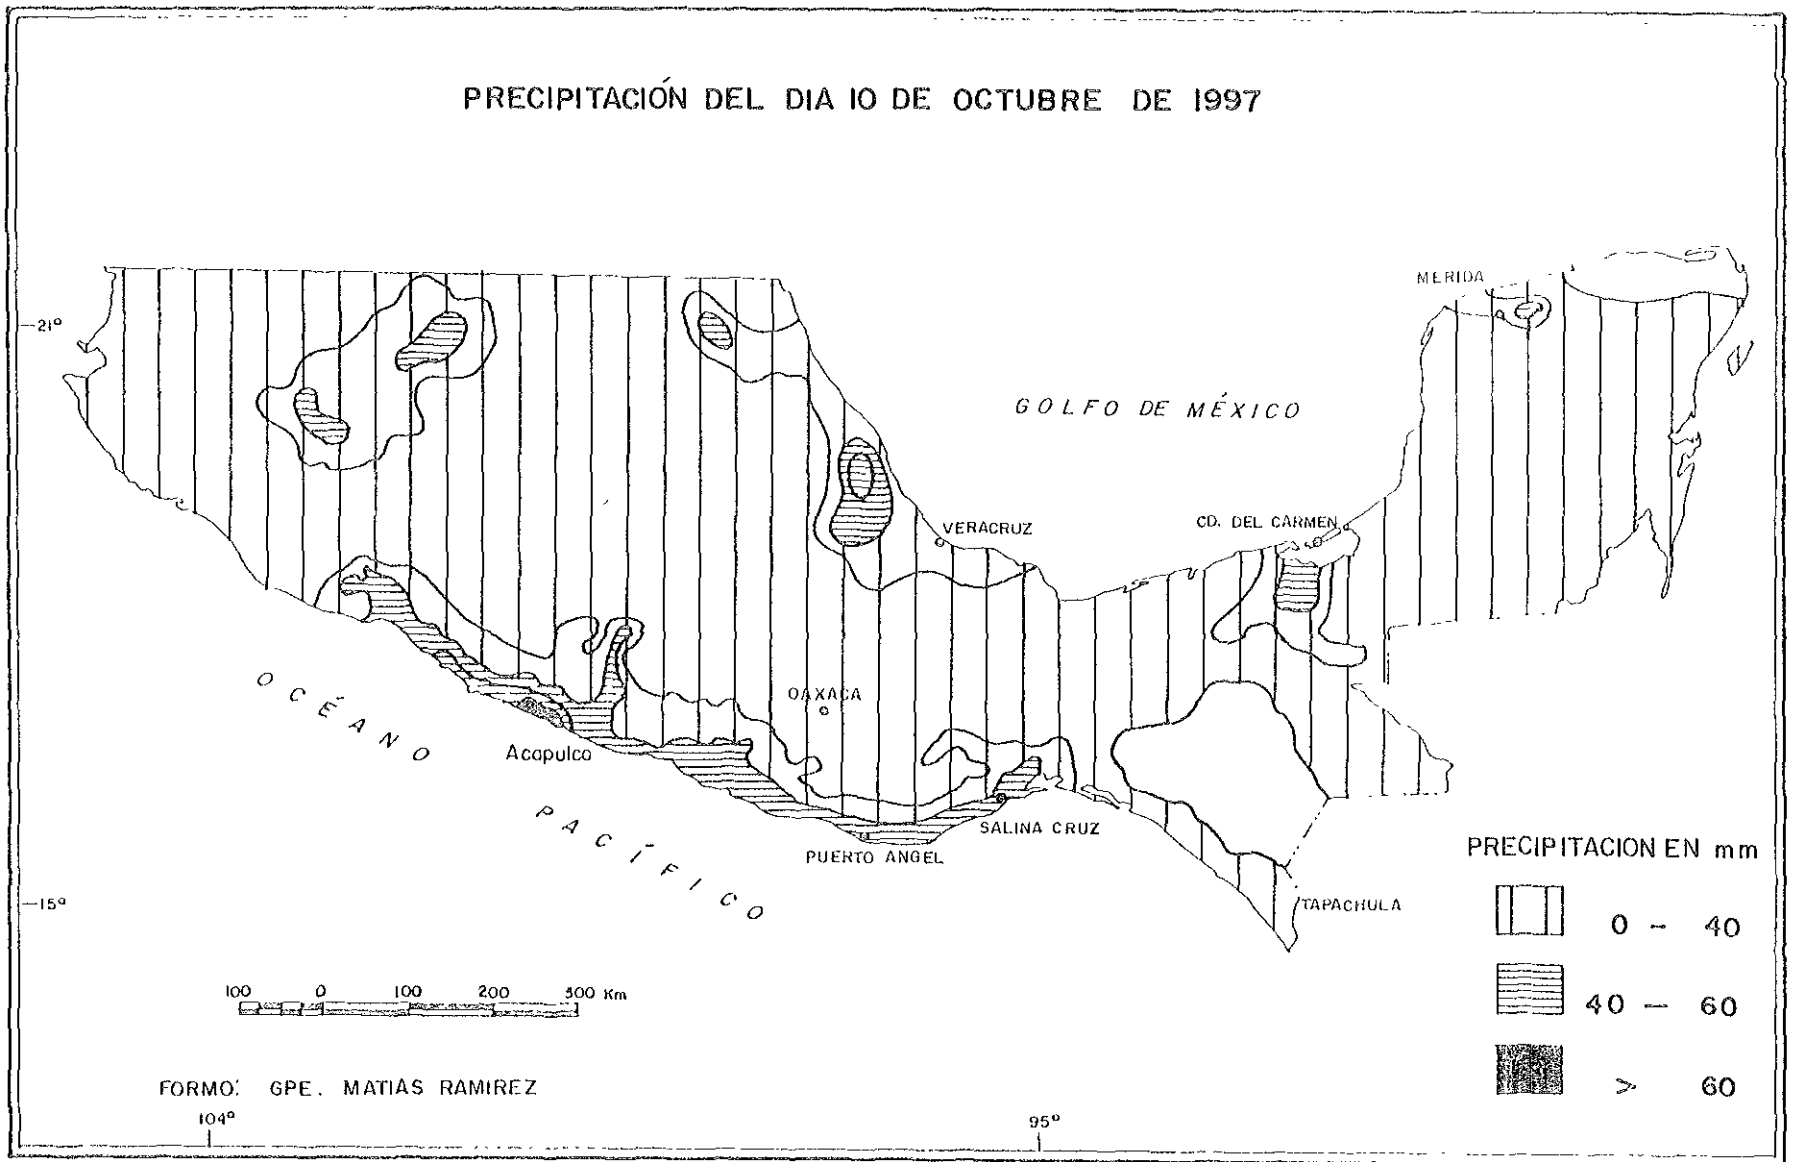 PRECIPITACIÓN DEL DIA 10 DE OCTUBRE DE 1997
MERIDA
21°
GOLFO DE MÉXICO
VERACRUZ
CD. DEL CARMEN
OCÉANO PACÍFICO
OAXACA
Acapulco
SALINA CRUZ
PUERTO ANGEL
TAPACHULA
15°
PRECIPITACION EN mm
0 - 40
40 - 60
> 60
100 0 100 200 300 Km
FORMO: GPE. MATIAS RAMIREZ
104°
95°